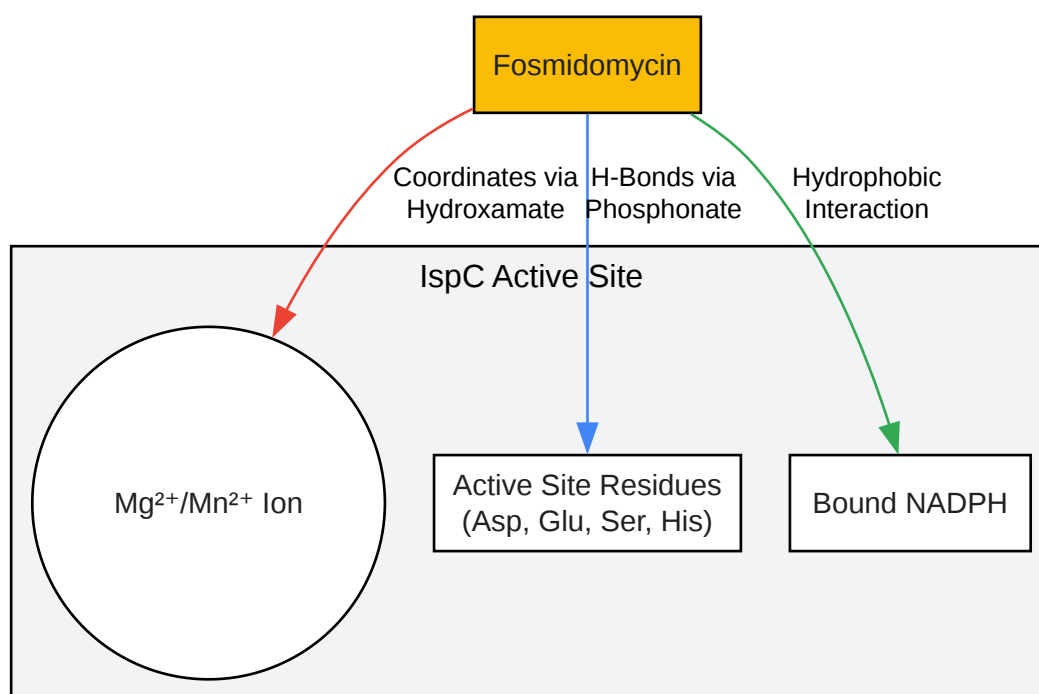 Fosmidomycin
Coordinates via
Hydroxamate
H-Bonds via
Phosphonate
Hydrophobic
Interaction
IspC Active Site
Mg²⁺/Mn²⁺ Ion
Active Site Residues
(Asp, Glu, Ser, His)
Bound NADPH